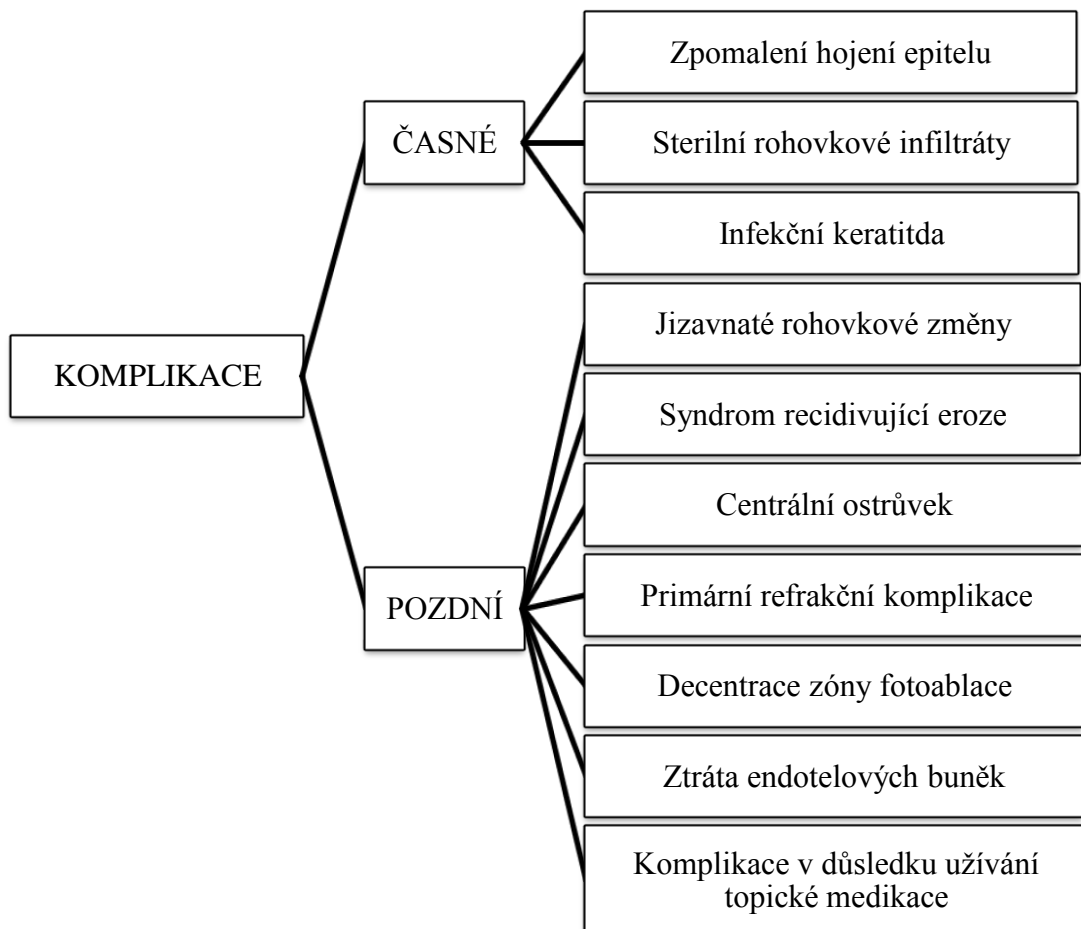 KOMPLIKACE
ČASNÉ
Zpomalení hojení epitelu
Sterilní rohovkové infiltráty
Infekční keratitda
POZDNÍ
Jizavnaté rohovkové změny
Syndrom recidivující eroze
Centrální ostrůvek
Primární refrakční komplikace
Decentrace zóny fotoablace
Ztráta endotelových buněk
Komplikace v důsledku užívání
topické medikace